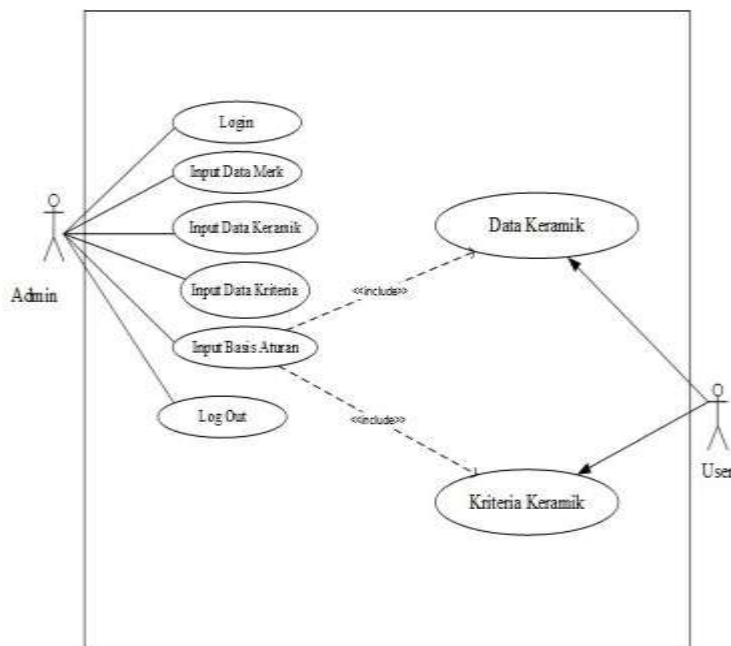 Login
Input Data Merk
Input Data Keramik
Input Data Kriteria
Input Basis Aturan
Log Out
Admin
Data Keramik
<<include>>
<<include>>
Kriteria Keramik
User